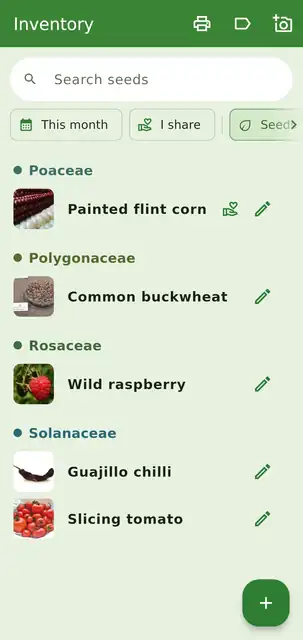 Inventory
Search seeds
This month
I share
Seed
Poaceae
Painted flint corn
Polygonaceae
Common buckwheat
Rosaceae
Wild raspberry
Solanaceae
Guajillo chilli
Slicing tomato